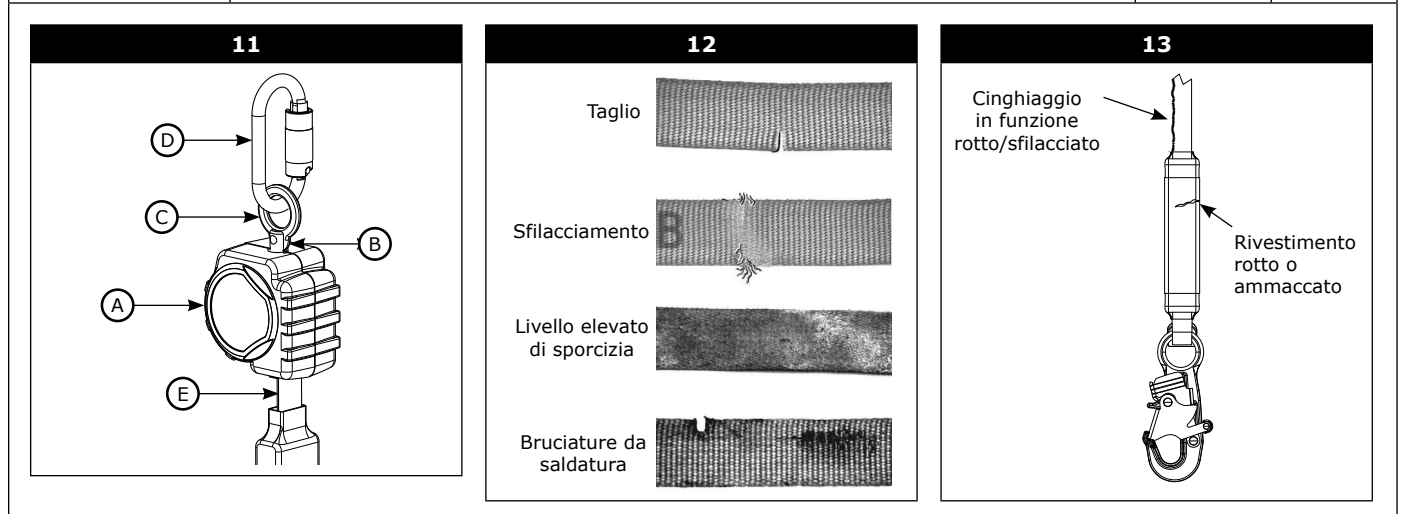 11
D
C
B
A
E
12
Taglio
Sfilacciamento
B
Livello elevato
di sporcizia
Bruciature da
saldatura
13
Cinghiaggio
in funzione
rotto/sfilacciato
Rivestimento
rotto o
ammaccato